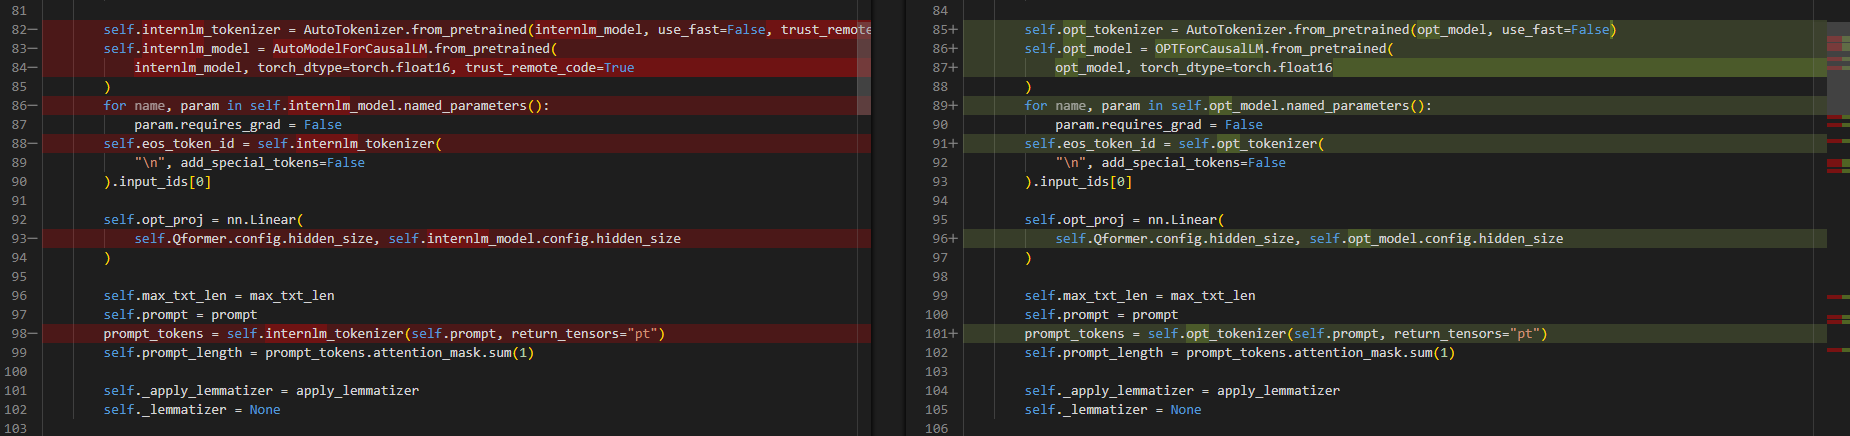 81
82— self.internlm_tokenizer = AutoTokenizer.from_pretrained(internlm_model, use_fast=False, trust_remote
83— self.internlm_model = AutoModelForCausalLM.from_pretrained(
84— internlm_model, torch_dtype=torch.float16, trust_remote_code=True
85 )
86— for name, param in self.internlm_model.named_parameters():
87 param.requires_grad = False
88— self.eos_token_id = self.internlm_tokenizer(
89 "\n", add_special_tokens=False
90 ).input_ids[0]
91
92 self.opt_proj = nn.Linear(
93— self.Qformer.config.hidden_size, self.internlm_model.config.hidden_size
94 )
95
96 self.max_txt_len = max_txt_len
97 self.prompt = prompt
98— prompt_tokens = self.internlm_tokenizer(self.prompt, return_tensors="pt")
99 self.prompt_length = prompt_tokens.attention_mask.sum(1)
100
101 self._apply_lemmatizer = apply_lemmatizer
102 self._lemmatizer = None
103
84
85+ self.opt_tokenizer = AutoTokenizer.from_pretrained(opt_model, use_fast=False)
86+ self.opt_model = OPTForCausalLM.from_pretrained(
87+ opt_model, torch_dtype=torch.float16
88 )
89+ for name, param in self.opt_model.named_parameters():
90 param.requires_grad = False
91+ self.eos_token_id = self.opt_tokenizer(
92 "\n", add_special_tokens=False
93 ).input_ids[0]
94
95 self.opt_proj = nn.Linear(
96+ self.Qformer.config.hidden_size, self.opt_model.config.hidden_size
97 )
98
99 self.max_txt_len = max_txt_len
100 self.prompt = prompt
101+ prompt_tokens = self.opt_tokenizer(self.prompt, return_tensors="pt")
102 self.prompt_length = prompt_tokens.attention_mask.sum(1)
103
104 self._apply_lemmatizer = apply_lemmatizer
105 self._lemmatizer = None
106